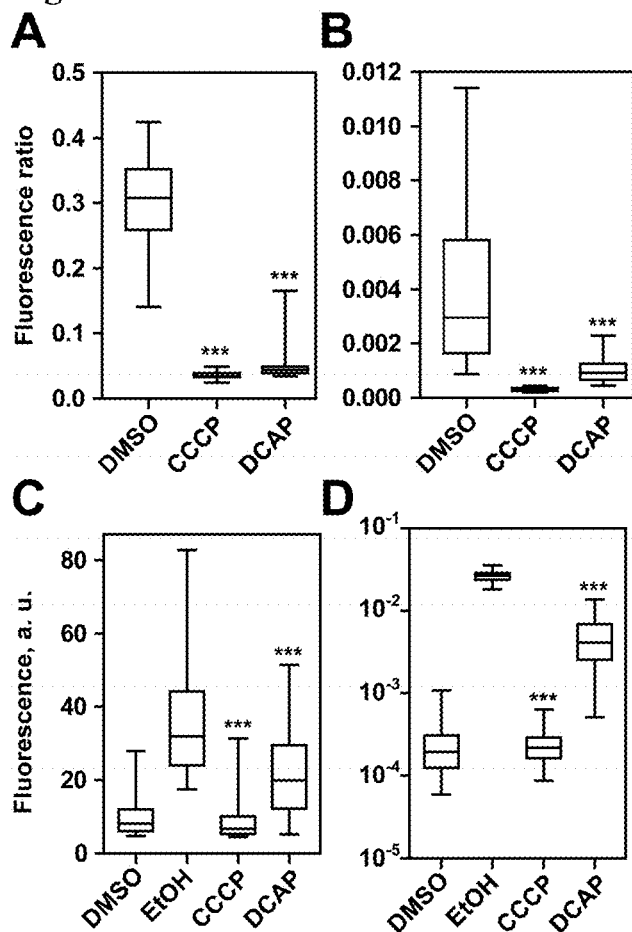 A
B
Fluorescence ratio
0.5
0.4
0.3
0.2
0.1
0.0
***
***
DMSO
CCCP
DCAP
0.012
0.010
0.008
0.006
0.004
0.002
0.000
***
***
DMSO
CCCP
DCAP
C
D
Fluorescence, a. u.
80
60
40
20
0
***
***
DMSO
EtOH
CCCP
DCAP
10-1
10-2
10-3
10-4
10-5
***
***
DMSO
EtOH
CCCP
DCAP